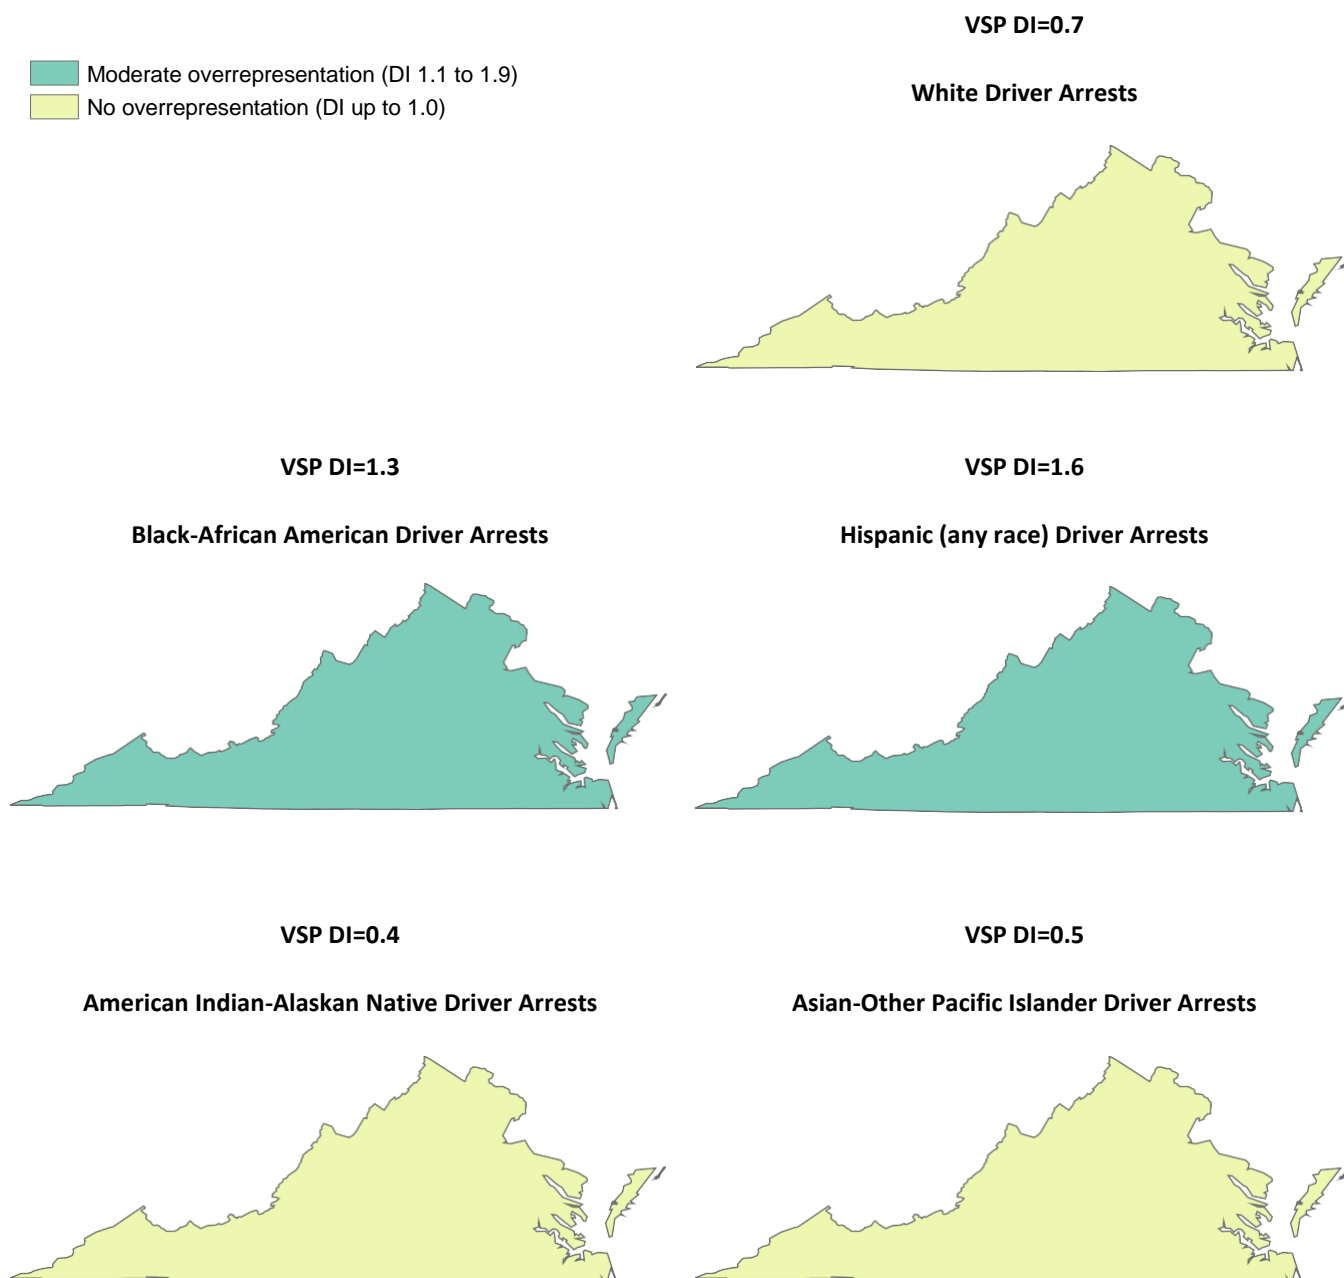 VSP DI=0.7
Moderate overrepresentation (DI 1.1 to 1.9)
No overrepresentation (DI up to 1.0)
White Driver Arrests
VSP DI=1.3
VSP DI=1.6
Black-African American Driver Arrests
Hispanic (any race) Driver Arrests
VSP DI=0.4
VSP DI=0.5
American Indian-Alaskan Native Driver Arrests
Asian-Other Pacific Islander Driver Arrests